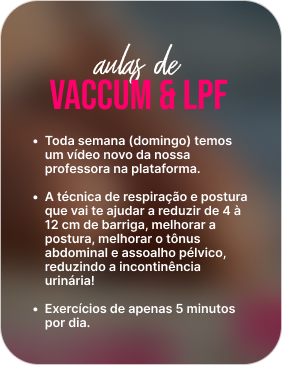 aulas de
VACCUM & LPF
• Toda semana (domingo) temos
um vídeo novo da nossa
professora na plataforma.
• A técnica de respiração e postura
que vai te ajudar a reduzir de 4 à
12 cm de barriga, melhorar a
postura, melhorar o tônus
abdominal e assoalho pélvico,
reduzindo a incontinência
urinária!
• Exercícios de apenas 5 minutos
por dia.